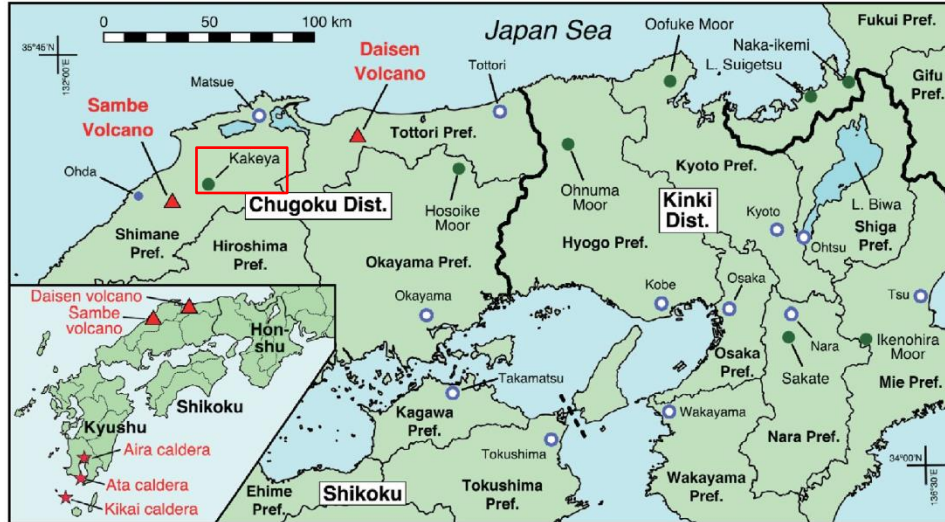 0 50 100 km
35°45'
132°00'
Japan Sea
Oofuke Moor
Naka-ikemi
L. Suigetsu
Fukui Pref.
Gifu Pref.
Daisen
Volcano
Matsue
Tottori
Sambe
Volcano
Tottori Pref.
Kakeya
Kyoto Pref.
Ohda
Ohnuma
Moor
Chugoku Dist.
Hosoike
Moor
Kinki
Dist.
Kyoto
L. Biwa
Shiga
Pref.
Shimane
Pref.
Hiroshima
Pref.
Hyogo Pref.
Ohtsu
Okayama Pref.
Daisen volcano
Sambe
volcano
Hon-
shu
Okayama
Kobe
Osaka
Tsu
Nara
Ikenohira
Moor
Osaka
Pref.
Sakate
Mie Pref.
Shikoku
Takamatsu
Kyushu
Kagawa
Pref.
Wakayama
Aira caldera
Nara Pref.
Tokushima
Ata caldera
Kikai caldera
Ehime
Pref.
Shikoku
Tokushima
Pref.
Wakayama
Pref.
34°00'
136°30'